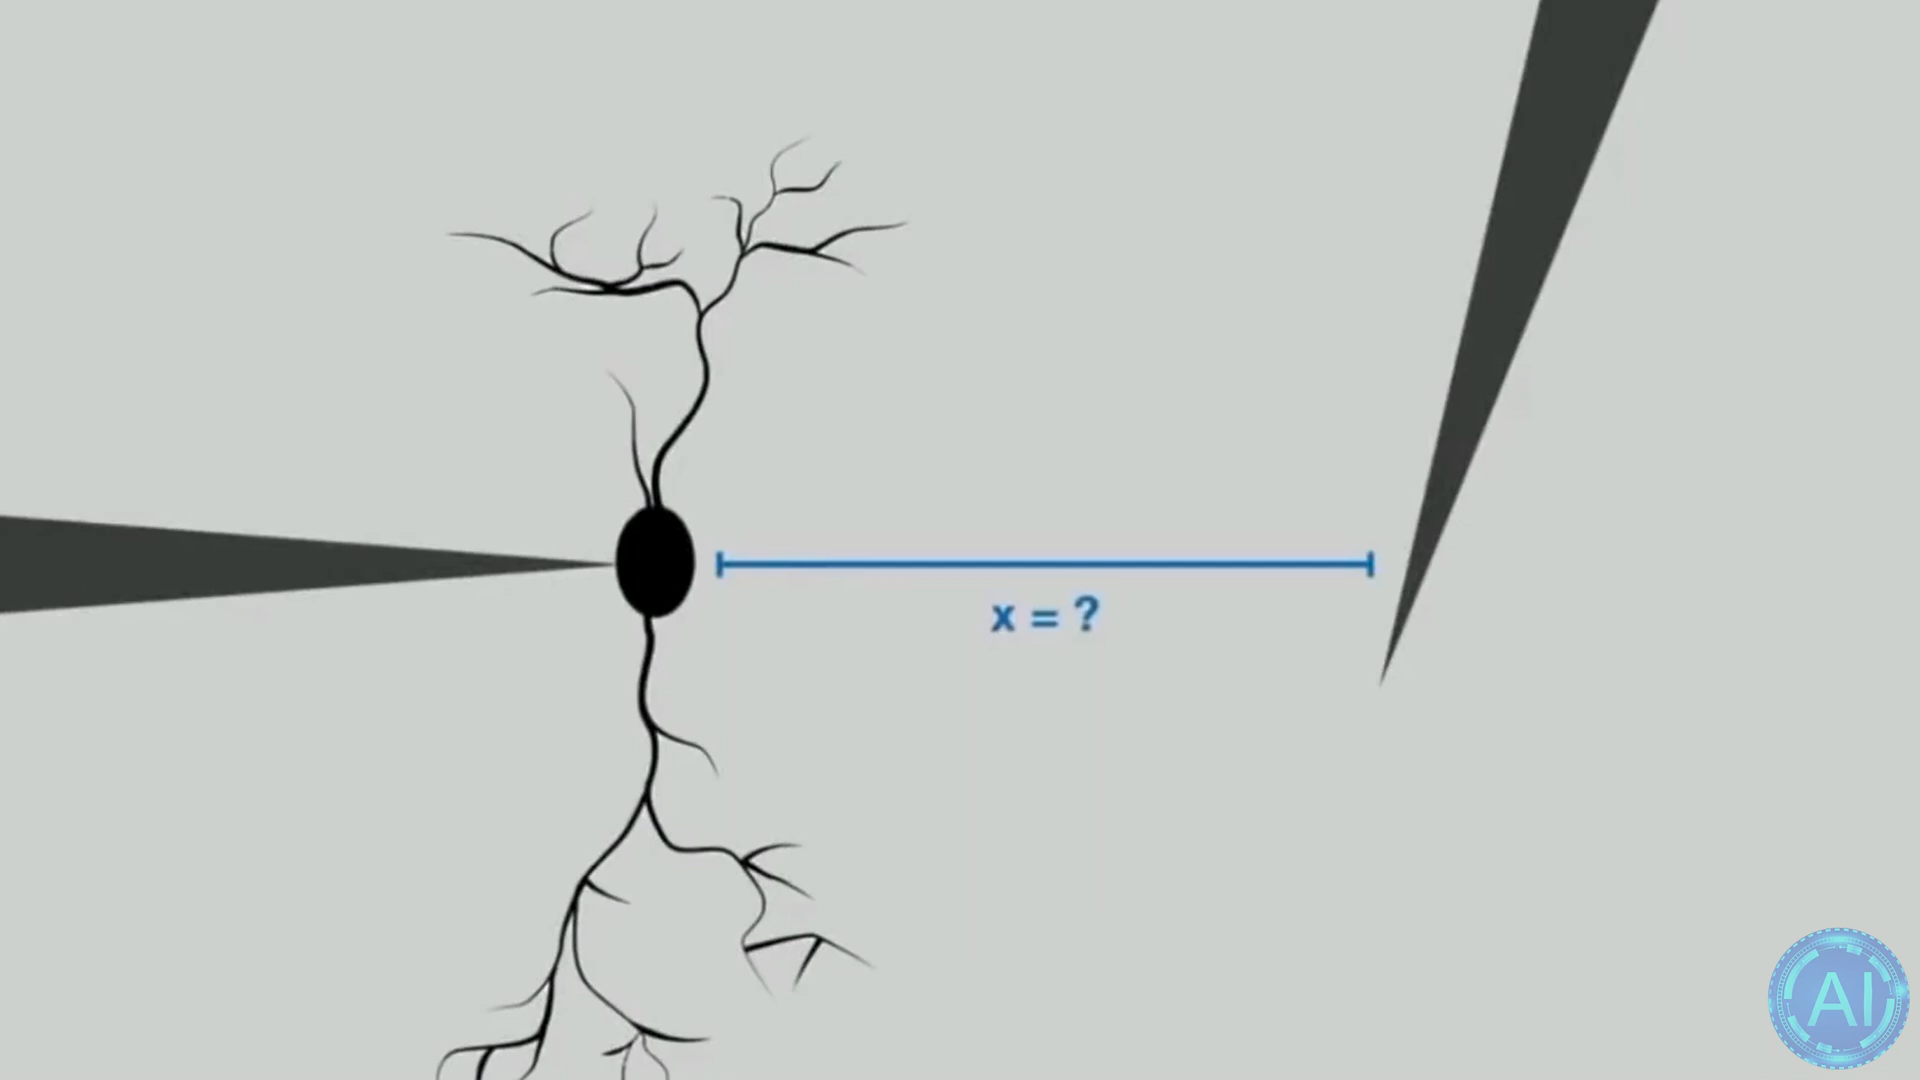 x = ?
AI